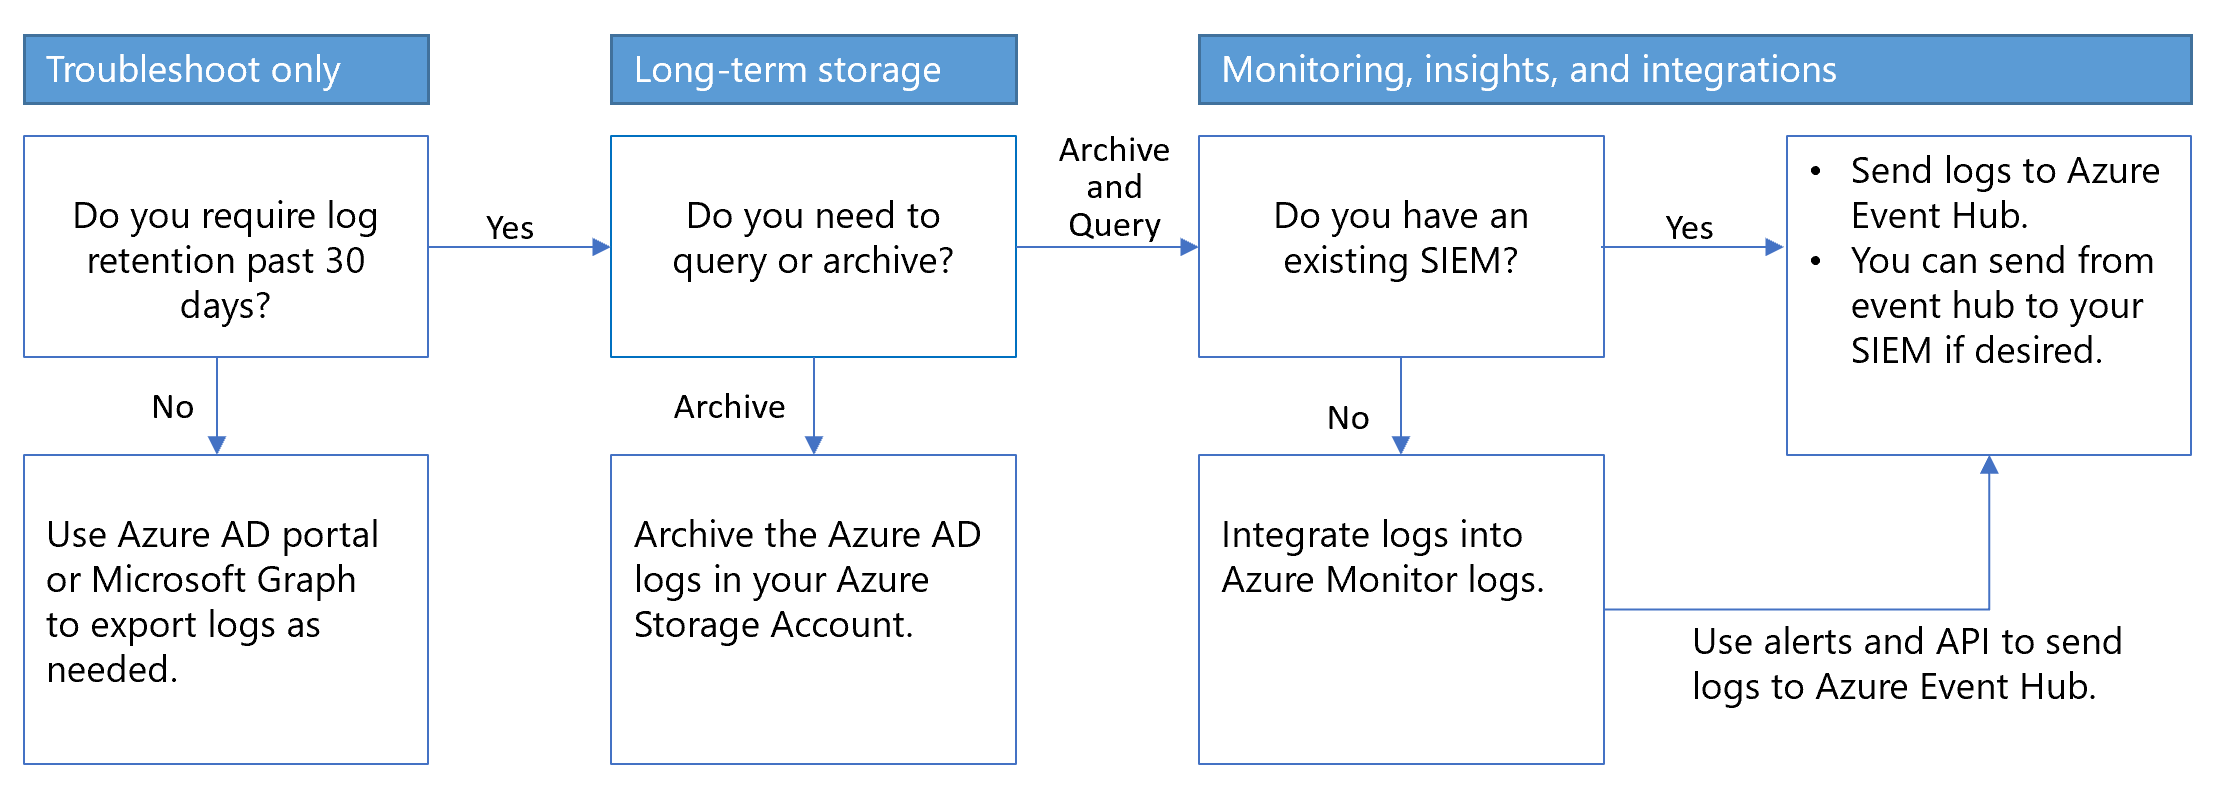 Troubleshoot only
Long-term storage
Monitoring, insights, and integrations
Do you require log
retention past 30
days?
Yes
Do you need to
query or archive?
Archive
and
Query
Do you have an
existing SIEM?
Yes
• Send logs to Azure
Event Hub.
• You can send from
event hub to your
SIEM if desired.
No
Archive
No
Use Azure AD portal
or Microsoft Graph
to export logs as
needed.
Archive the Azure AD
logs in your Azure
Storage Account.
Integrate logs into
Azure Monitor logs.
Use alerts and API to send
logs to Azure Event Hub.